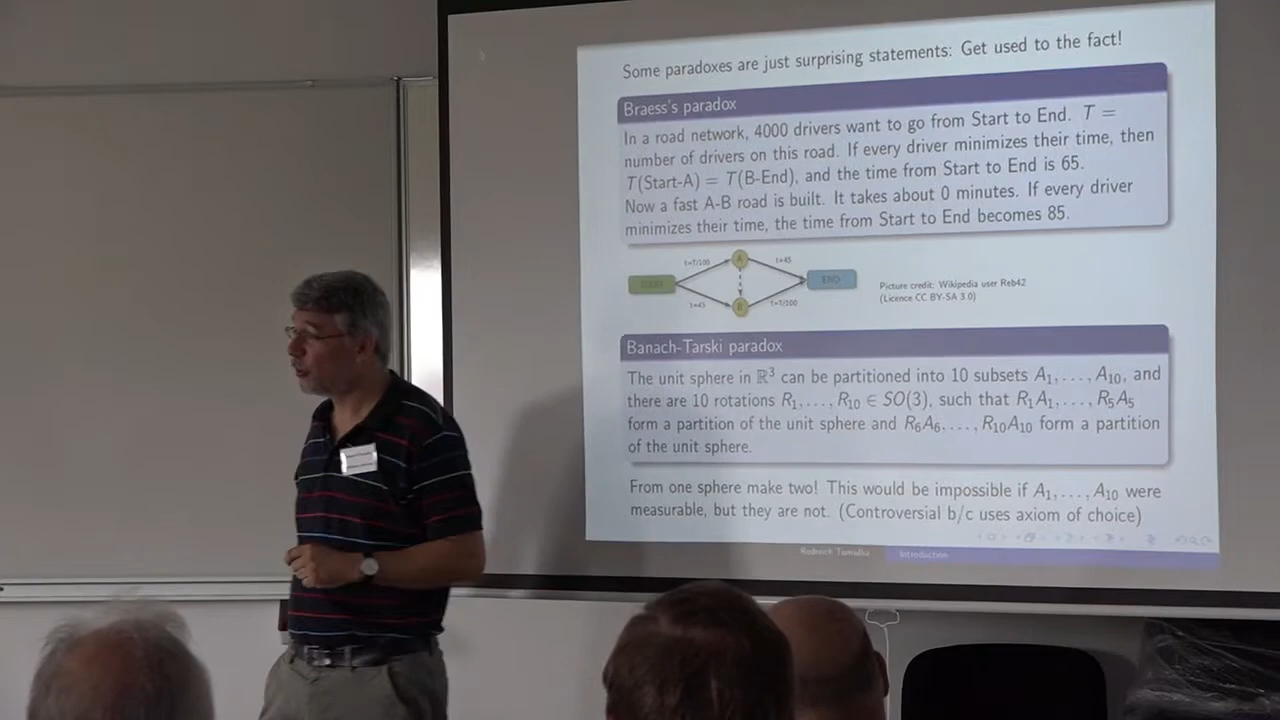 Some paradoxes are just surprising statements: Get used to the fact!
Braess's paradox
In a road network, 4000 drivers want to go from Start to End. T =
number of drivers on this road. If every driver minimizes their time, then
T(Start-A) = T(B-End), and the time from Start to End is 65.
Now a fast A-B road is built. It takes about 0 minutes. If every driver
minimizes their time, the time from Start to End becomes 85.
t=T/100
A
t=45
START
END
t=45
B
t=T/100
Picture credit: Wikipedia user Reb42
(Licence CC BY-SA 3.0)
Banach-Tarski paradox
The unit sphere in ℝ³ can be partitioned into 10 subsets A₁,...,A₁₀, and
there are 10 rotations R₁,...,R₁₀ ∈ SO(3), such that R₁A₁,...,R₅A₅
form a partition of the unit sphere and R₆A₆,...,R₁₀A₁₀ form a partition
of the unit sphere.
From one sphere make two! This would be impossible if A₁,...,A₁₀ were
measurable, but they are not. (Controversial b/c uses axiom of choice)
Roderich Tumulka
Introduction